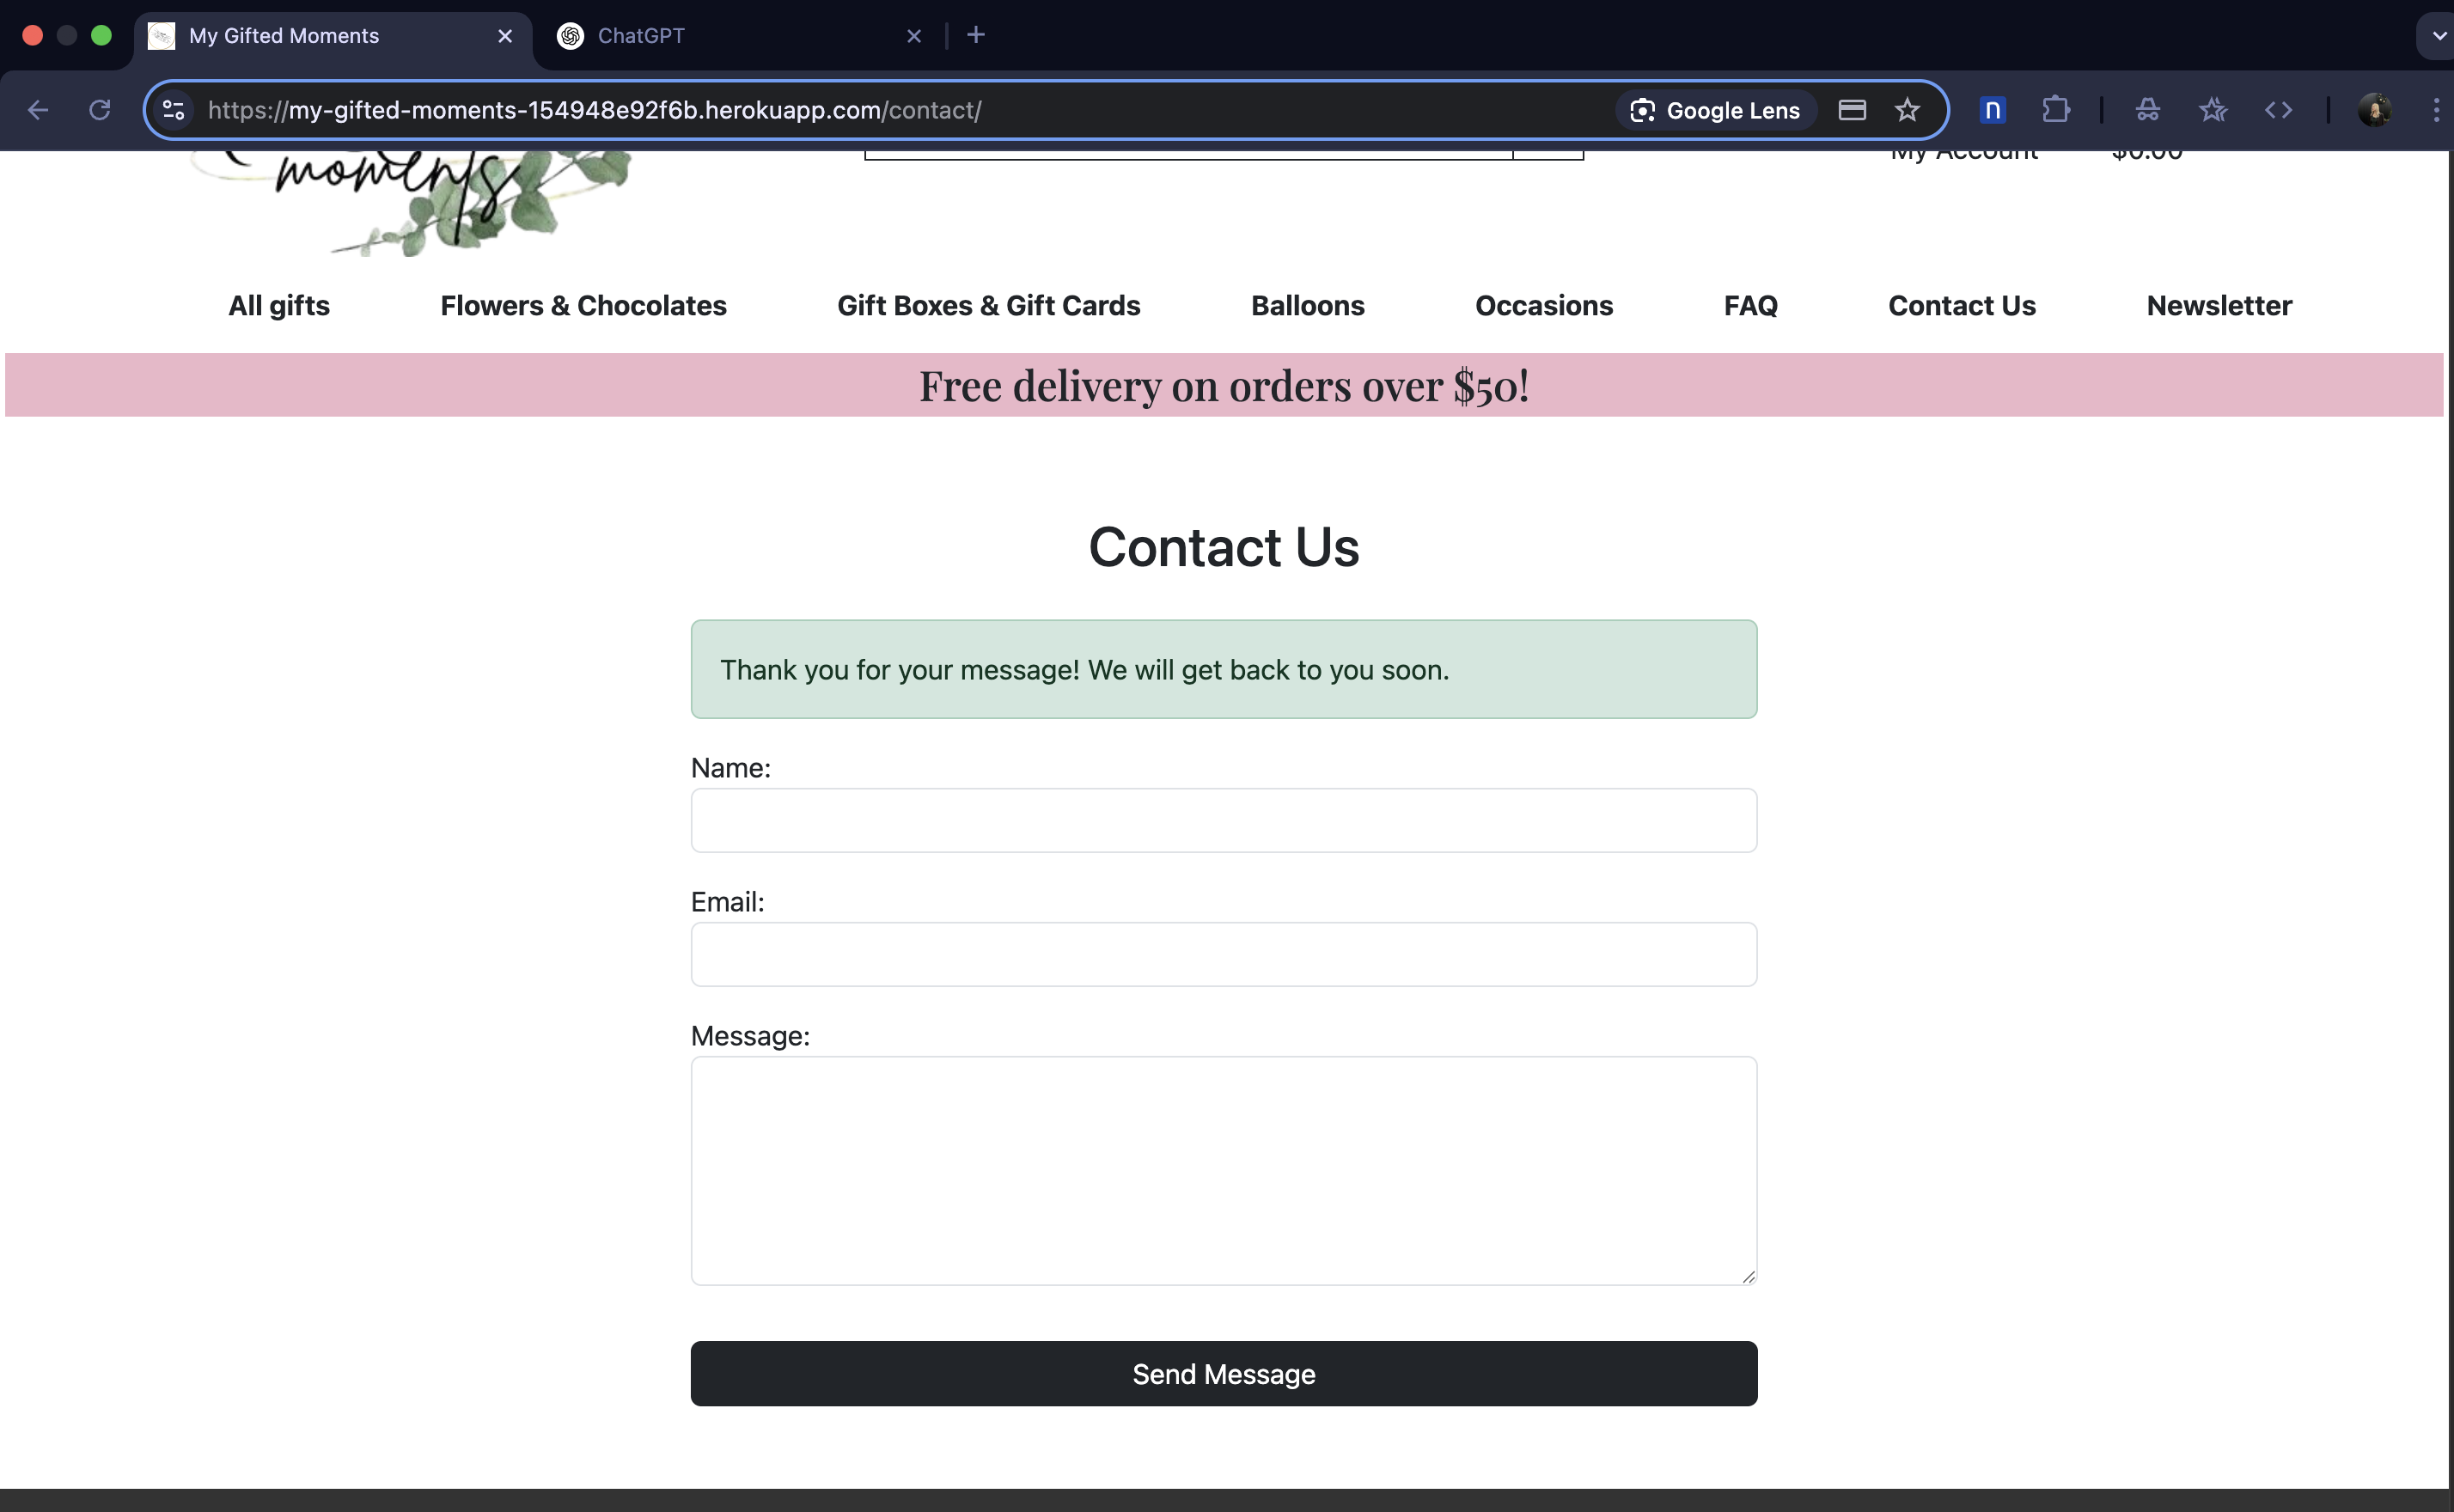 My Gifted Moments
ChatGPT
https://my-gifted-moments-154948e92f6b.herokuapp.com/contact/
Google Lens
n
moments
My Account $0.00
All gifts Flowers & Chocolates Gift Boxes & Gift Cards Balloons Occasions FAQ Contact Us Newsletter
Free delivery on orders over $50!
Contact Us
Thank you for your message! We will get back to you soon.
Name:
Email:
Message:
Send Message